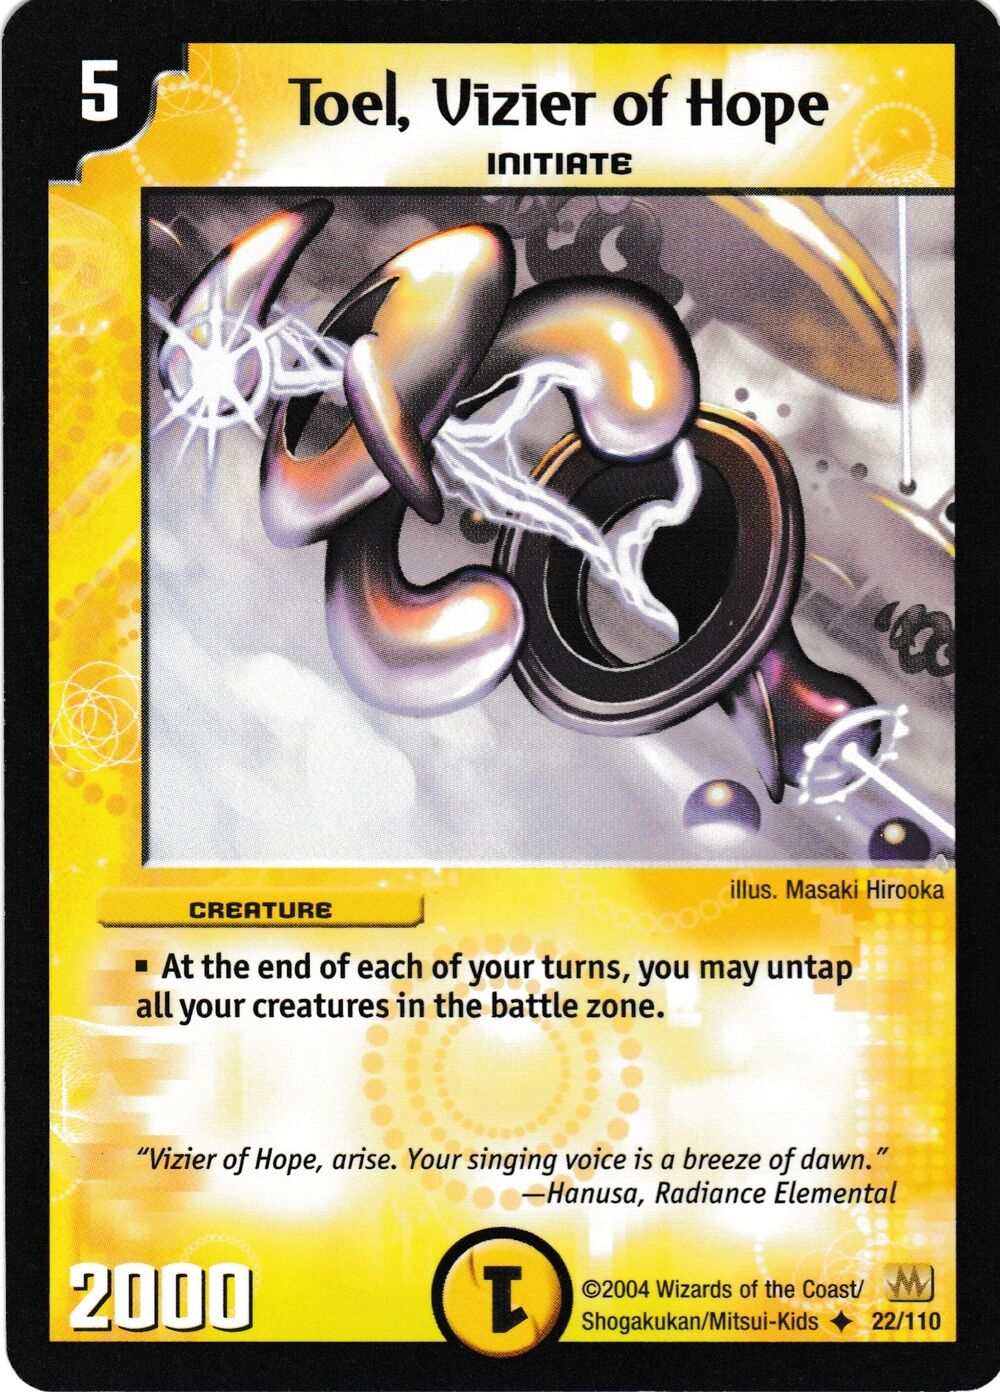 5
Toel, Vizier of Hope
INITIATE
illus. Masaki Hirooka
CREATURE
▪ At the end of each of your turns, you may untap
all your creatures in the battle zone.
“Vizier of Hope, arise. Your singing voice is a breeze of dawn.”
—Hanusa, Radiance Elemental
2000
1
©2004 Wizards of the Coast/
Shogakukan/Mitsui-Kids ✦ 22/110